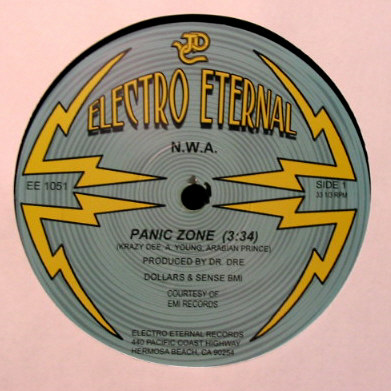 ELECTRO ETERNAL
N.W.A.
EE 1051
SIDE 1
33 1/3 RPM
PANIC ZONE (3:34)
(KRAZY DEE, A. YOUNG, ARABIAN PRINCE)
PRODUCED BY DR. DRE
DOLLARS & SENSE BMI
COURTESY OF
EMI RECORDS
ELECTRO ETERNAL RECORDS
440 PACIFIC COAST HIGHWAY
HERMOSA BEACH, CA 90254